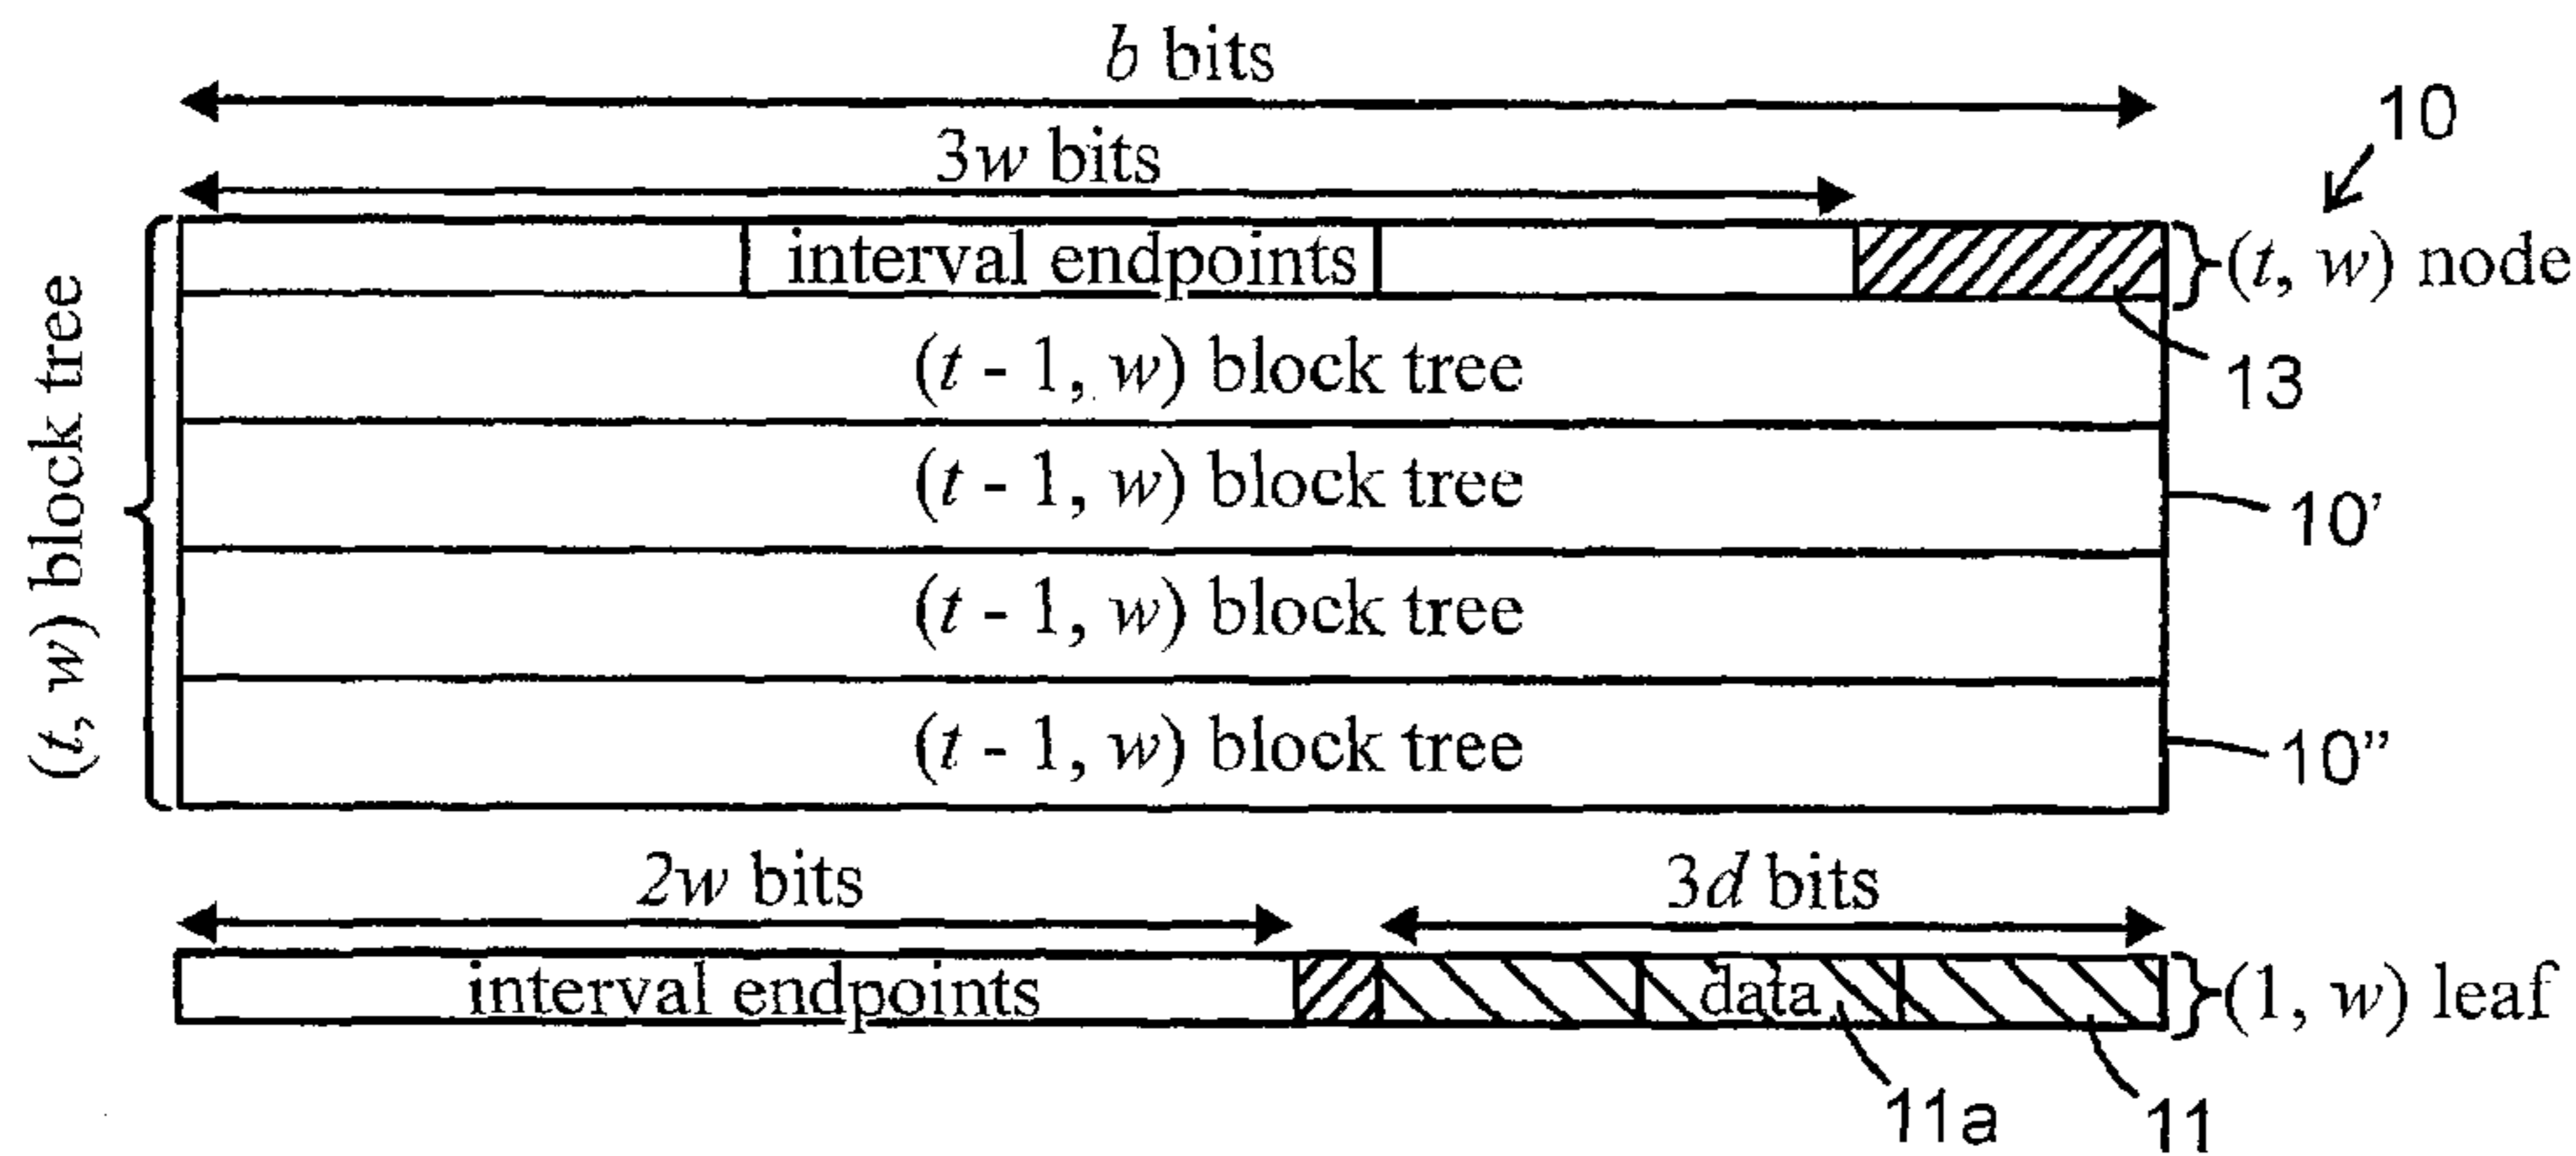 b bits
3w bits
10
interval endpoints
(t, w) node
(t - 1, w) block tree
13
(t - 1, w) block tree
10'
(t - 1, w) block tree
(t - 1, w) block tree
10”
(t, w) block tree
2w bits
3d bits
interval endpoints
data
(1, w) leaf
11a
11